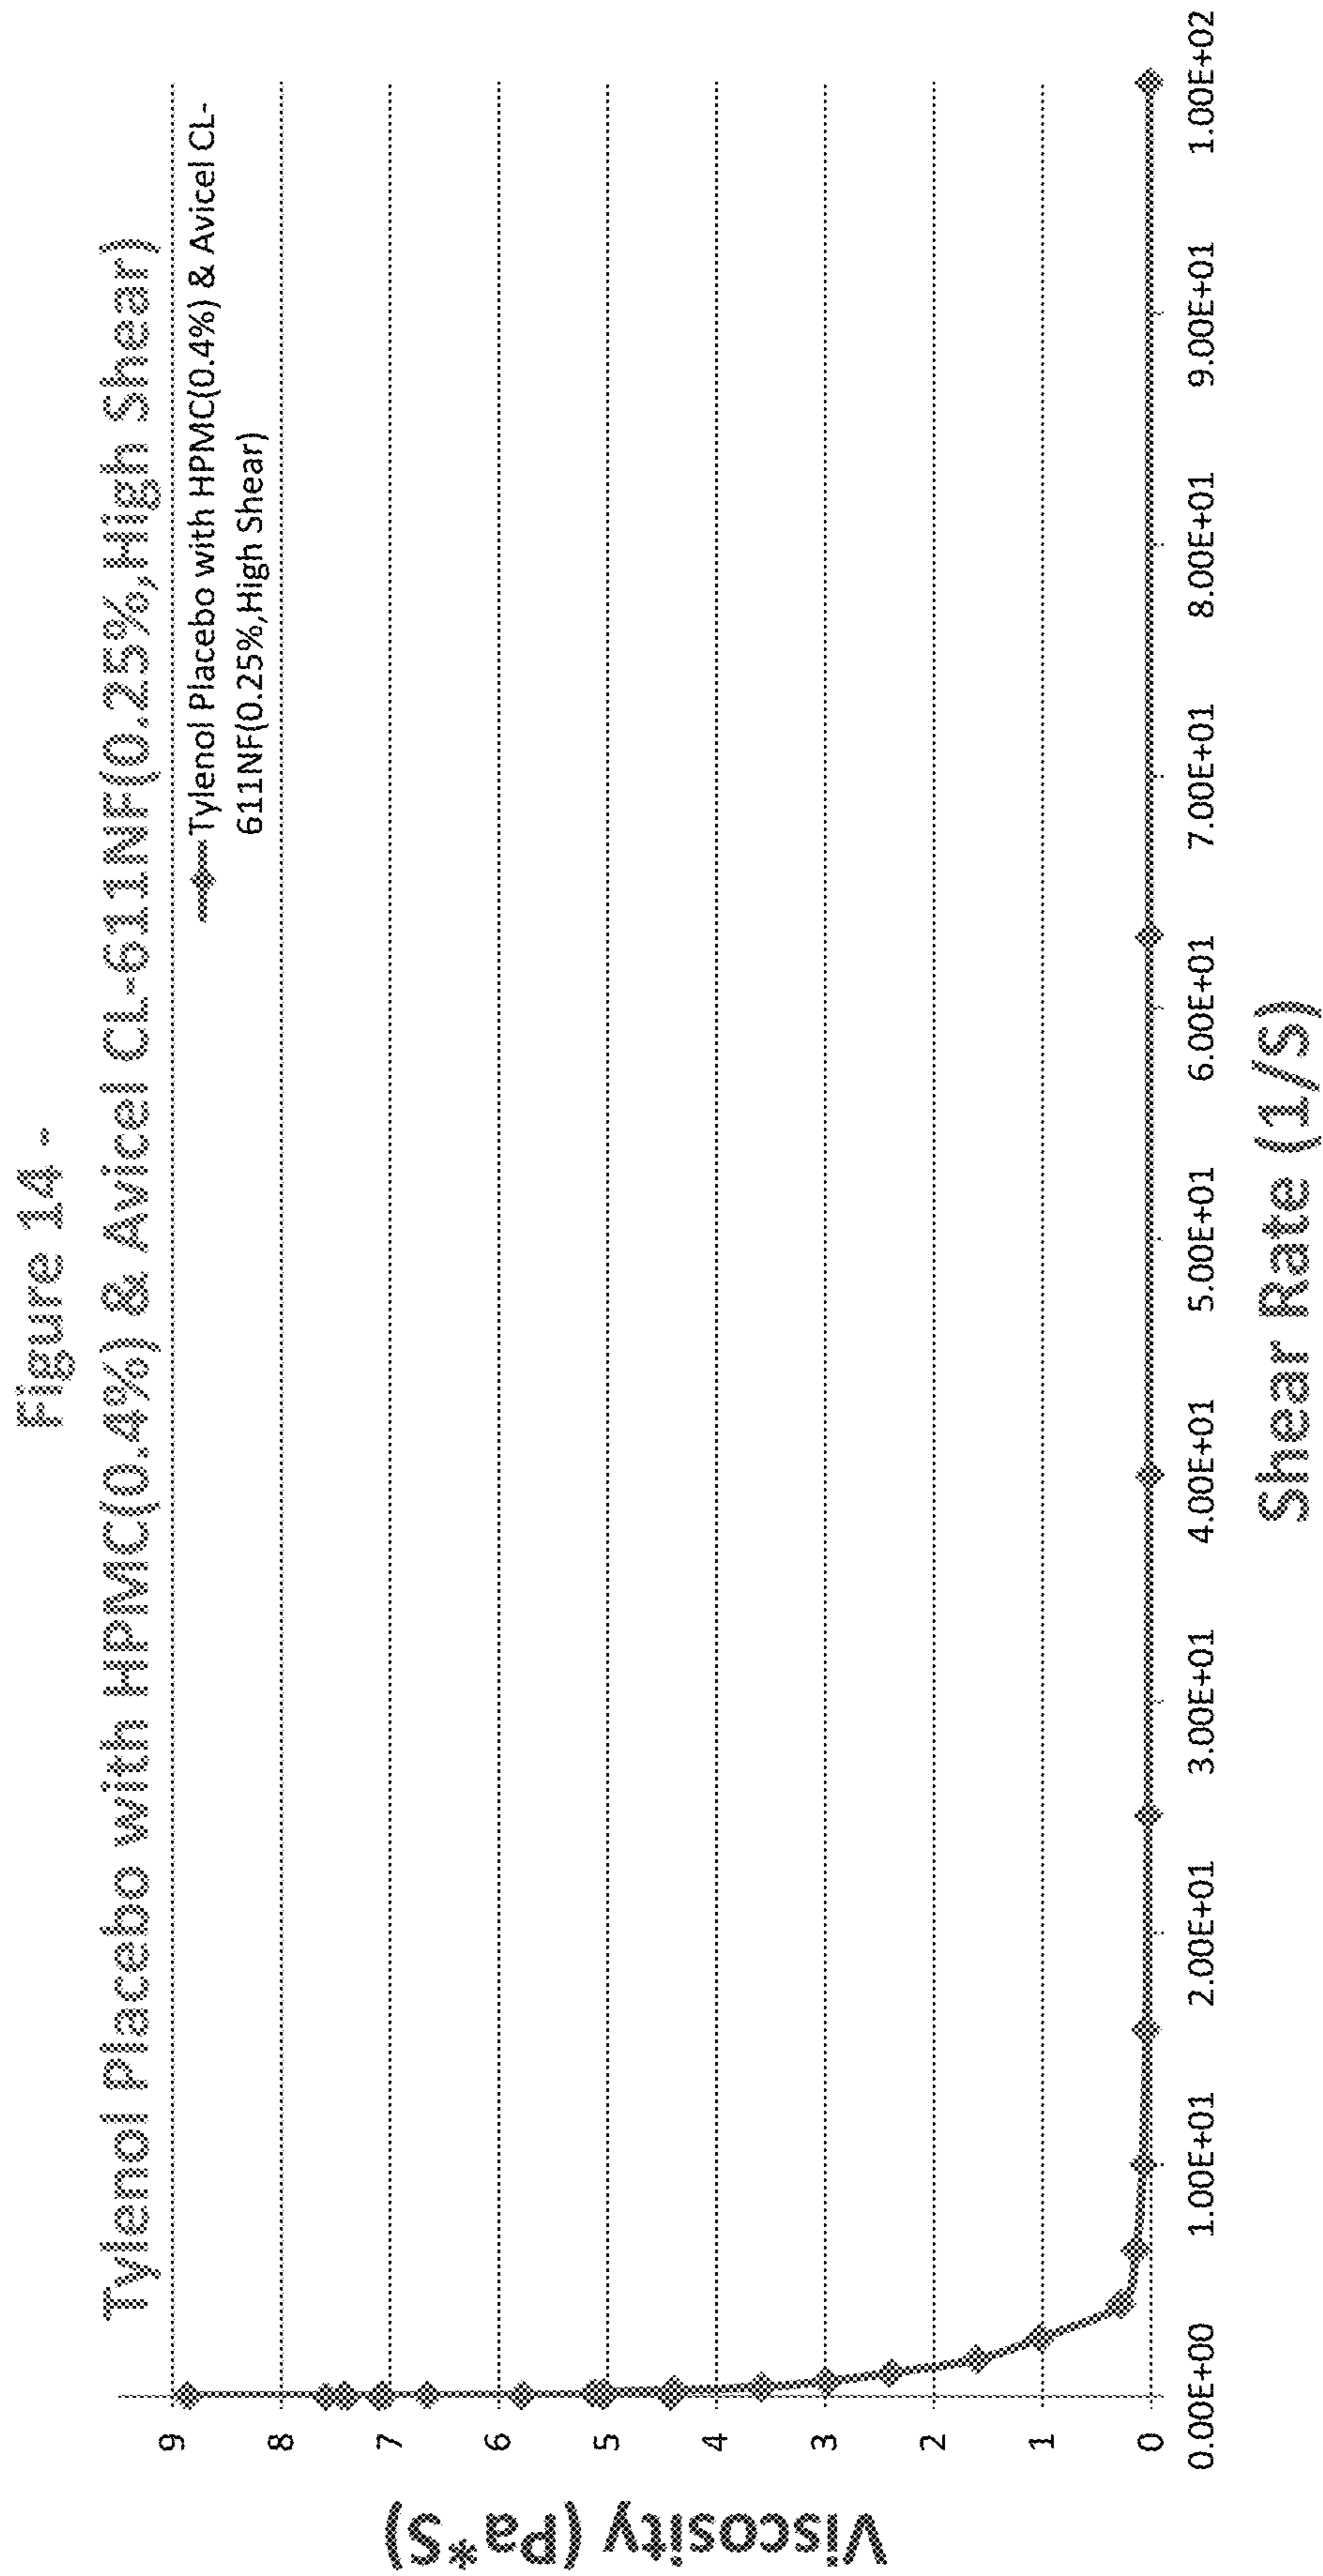 Figure 14 -
Tylenol Placebo with HPMC(0.4%) & Avicel CL-611NF(0.25%,High Shear)
Tylenol Placebo with HPMC(0.4%) & Avicel CL-
611NF(0.25%,High Shear)
Viscosity (Pa*S)
9
8
7
6
5
4
3
2
1
0
0.00E+00
1.00E+01
2.00E+01
3.00E+01
4.00E+01
5.00E+01
6.00E+01
7.00E+01
8.00E+01
9.00E+01
1.00E+02
Shear Rate (1/S)